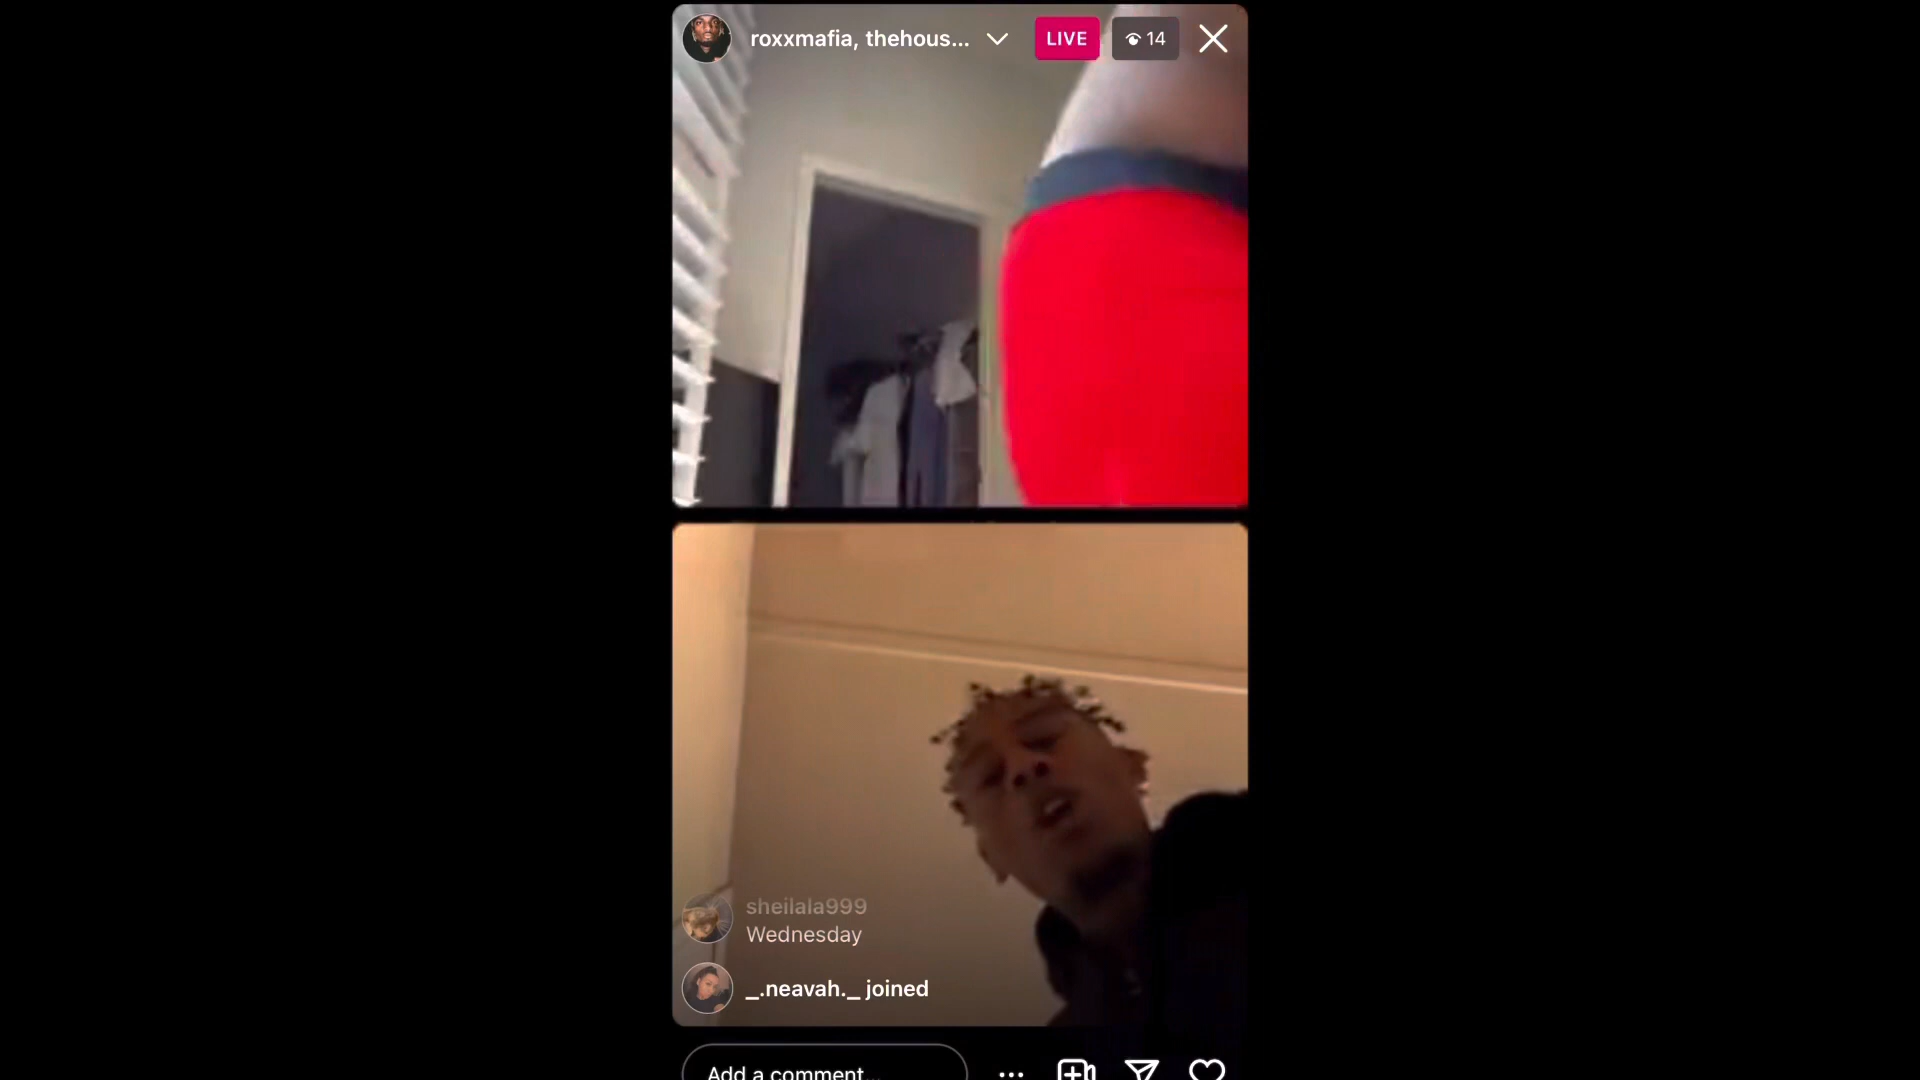 roxxmafia, thehous...
LIVE
14
sheilala999
Wednesday
_.neavah._ joined
Add a comment...